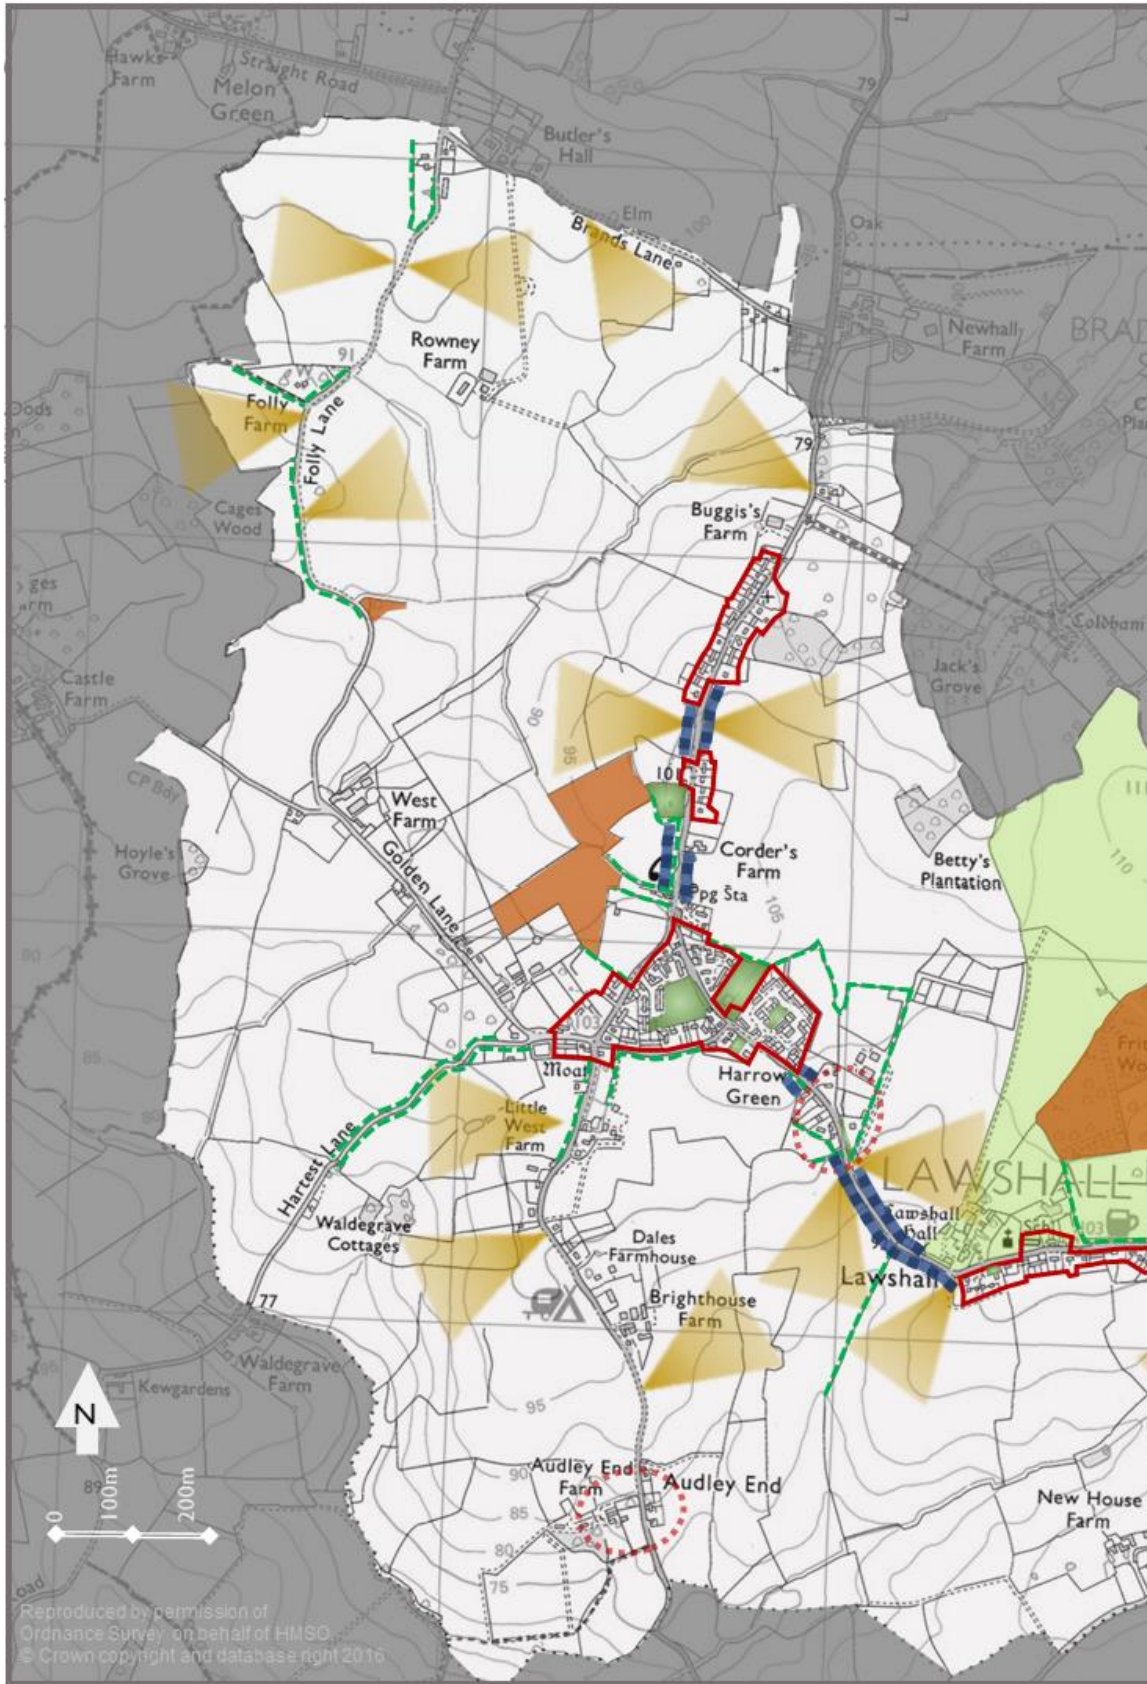 Hawks
Farm
Straight Road
Melon
Green
79
Butler's
Hall
Elm
100
Brands Lane
Oak
Newhall
Farm
BRA
Rowney
Farm
91
Folly
Farm
Folly Lane
Dods
79
Cages
Wood
Buggis's
Farm
Coldham
Jack's
Grove
Castle
Farm
90
95
CP Bdy
101
West
Farm
Golden Lane
Hoyle's
Grove
Corder's
Farm
pg Sta
Betty's
Plantation
110
105
80
103
85
Moat
Harrow
Green
Little
West
Farm
Hartest Lane
LAWSHALL
Lawshall
Hall
Sch
103
Waldegrave
Cottages
Dales
Farmhouse
Lawshall
Brighthouse
Farm
77
Waldegrave
Farm
Kewgardens
N
95
89
0
100m
200m
90
85
80
75
Audley End
Farm
Audley End
New House
Farm
Reproduced by permission of
Ordnance Survey on behalf of HMSO.
© Crown copyright and database right 2016